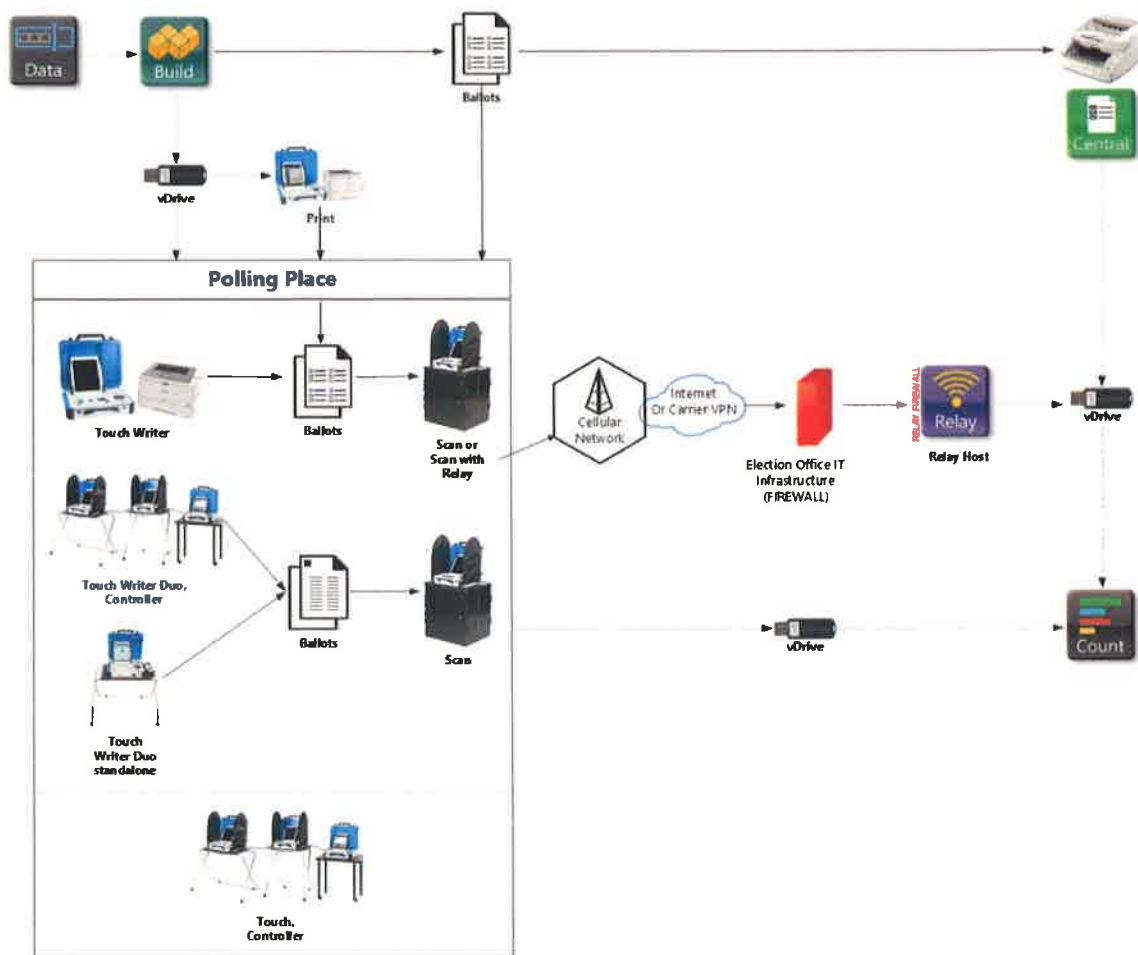 Data
Build
Ballots
Central
vDrive
Print
Polling Place
Touch Writer
Ballots
Scan or
Scan with
Relay
Cellular
Network
Internet
Or Carrier VPN
Election Office IT
Infrastructure
(FIREWALL)
RELAY FIREWALL
Relay
Relay Host
vDrive
Touch Writer Duo,
Controller
Ballots
Scan
vDrive
Count
Touch
Writer Duo
standalone
Touch,
Controller